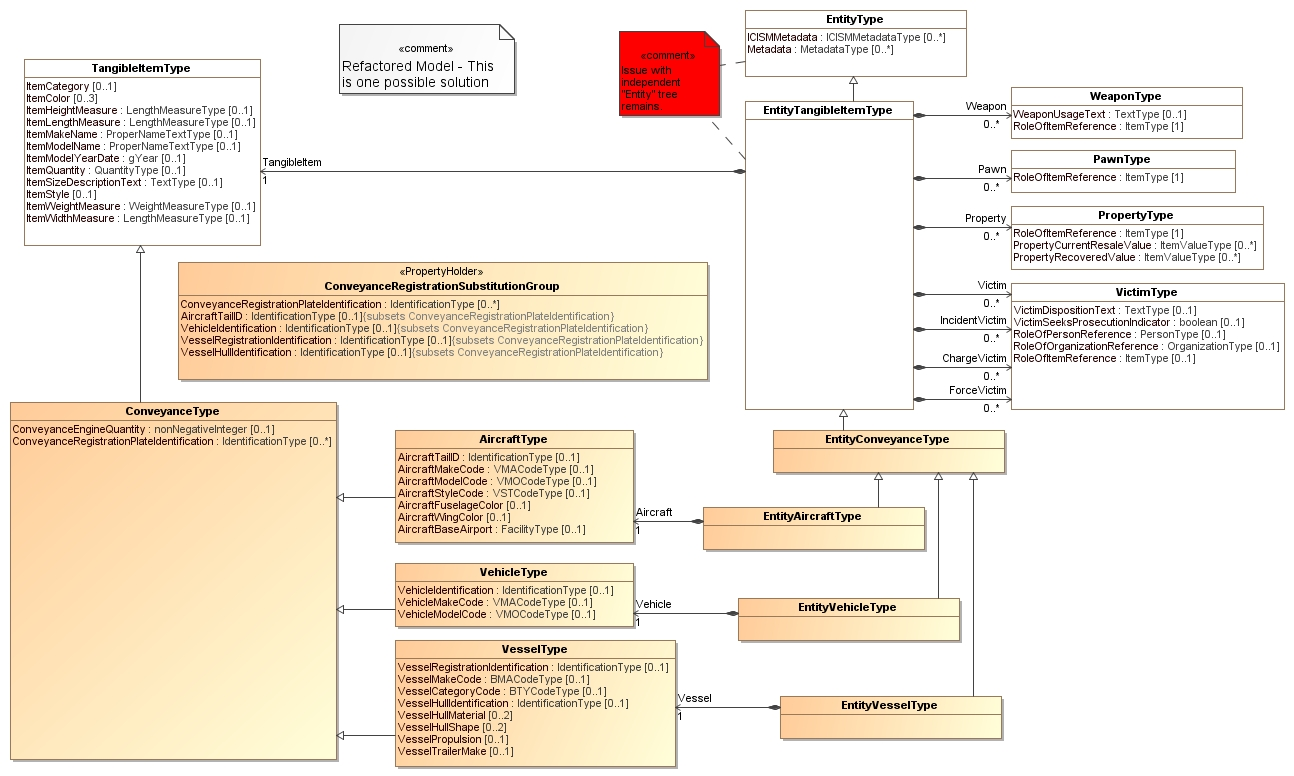 EntityType
ICISMMetadata : ICISMMetadataType [0..*]
Metadata : MetadataType [0..*]
«comment»
Refactored Model - This
is one possible solution
«comment»
Issue with
independent
"Entity" tree
remains.
TangibleItemType
ItemCategory [0..1]
ItemColor [0..3]
ItemHeightMeasure : LengthMeasureType [0..1]
ItemLengthMeasure : LengthMeasureType [0..1]
ItemMakeName : ProperNameTextType [0..1]
ItemModelName : ProperNameTextType [0..1]
ItemModelYearDate : gYear [0..1]
ItemQuantity : QuantityType [0..1]
ItemSizeDescriptionText : TextType [0..1]
ItemStyle [0..1]
ItemWeightMeasure : WeightMeasureType [0..1]
ItemWidthMeasure : LengthMeasureType [0..1]
TangibleItem
1
EntityTangibleItemType
Weapon
0..*
WeaponType
WeaponUsageText : TextType [0..1]
RoleOfItemReference : ItemType [1]
Pawn
0..*
PawnType
RoleOfItemReference : ItemType [1]
Property
0..*
PropertyType
RoleOfItemReference : ItemType [1]
PropertyCurrentResaleValue : ItemValueType [0..*]
PropertyRecoveredValue : ItemValueType [0..*]
Victim
0..*
IncidentVictim
0..*
ChargeVictim
0..*
ForceVictim
0..*
VictimType
VictimDispositionText : TextType [0..1]
VictimSeeksProsecutionIndicator : boolean [0..1]
RoleOfPersonReference : PersonType [0..1]
RoleOfOrganizationReference : OrganizationType [0..1]
RoleOfItemReference : ItemType [0..1]
«PropertyHolder»
ConveyanceRegistrationSubstitutionGroup
ConveyanceRegistrationPlateIdentification : IdentificationType [0..*]
AircraftTailID : IdentificationType [0..1]{subsets ConveyanceRegistrationPlateIdentification}
VehicleIdentification : IdentificationType [0..1]{subsets ConveyanceRegistrationPlateIdentification}
VesselRegistrationIdentification : IdentificationType [0..1]{subsets ConveyanceRegistrationPlateIdentification}
VesselHullIdentification : IdentificationType [0..1]{subsets ConveyanceRegistrationPlateIdentification}
ConveyanceType
ConveyanceEngineQuantity : nonNegativeInteger [0..1]
ConveyanceRegistrationPlateIdentification : IdentificationType [0..*]
AircraftType
AircraftTailID : IdentificationType [0..1]
AircraftMakeCode : VMACodeType [0..1]
AircraftModelCode : VMOCodeType [0..1]
AircraftStyleCode : VSTCodeType [0..1]
AircraftFuselageColor [0..1]
AircraftWingColor [0..1]
AircraftBaseAirport : FacilityType [0..1]
EntityConveyanceType
Aircraft
1
EntityAircraftType
VehicleType
VehicleIdentification : IdentificationType [0..1]
VehicleMakeCode : VMACodeType [0..1]
VehicleModelCode : VMOCodeType [0..1]
Vehicle
1
EntityVehicleType
VesselType
VesselRegistrationIdentification : IdentificationType [0..1]
VesselMakeCode : BMACodeType [0..1]
VesselCategoryCode : BTYCodeType [0..1]
VesselHullIdentification : IdentificationType [0..1]
VesselHullMaterial [0..2]
VesselHullShape [0..2]
VesselPropulsion [0..1]
VesselTrailerMake [0..1]
Vessel
1
EntityVesselType